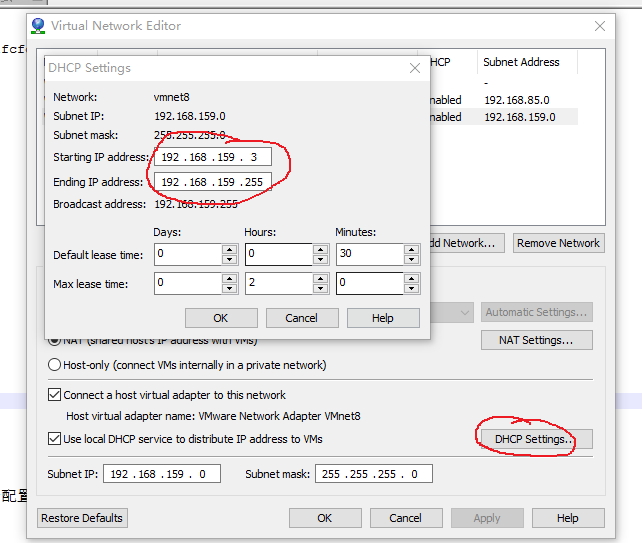 fcf
Virtual Network Editor
HCP Subnet Address
-
nabled 192.168.85.0
nabled 192.168.159.0
DHCP Settings
Network: vmnet8
Subnet IP: 192.168.159.0
Subnet mask: 255.255.255.0
Starting IP address: 192 . 168 . 159 . 3
Ending IP address: 192 . 168 . 159 . 255
Broadcast address: 192.168.159.255
Days: Hours: Minutes:
Default lease time: 0 0 30
Max lease time: 0 2 0
OK Cancel Help
dd Network... Remove Network
Automatic Settings...
NAT (shared host's IP address with VMs) NAT Settings...
Host-only (connect VMs internally in a private network)
Connect a host virtual adapter to this network
Host virtual adapter name: VMware Network Adapter VMnet8
Use local DHCP service to distribute IP address to VMs DHCP Settings...
Subnet IP: 192 . 168 . 159 . 0 Subnet mask: 255 . 255 . 255 . 0
配置
Restore Defaults OK Cancel Apply Help